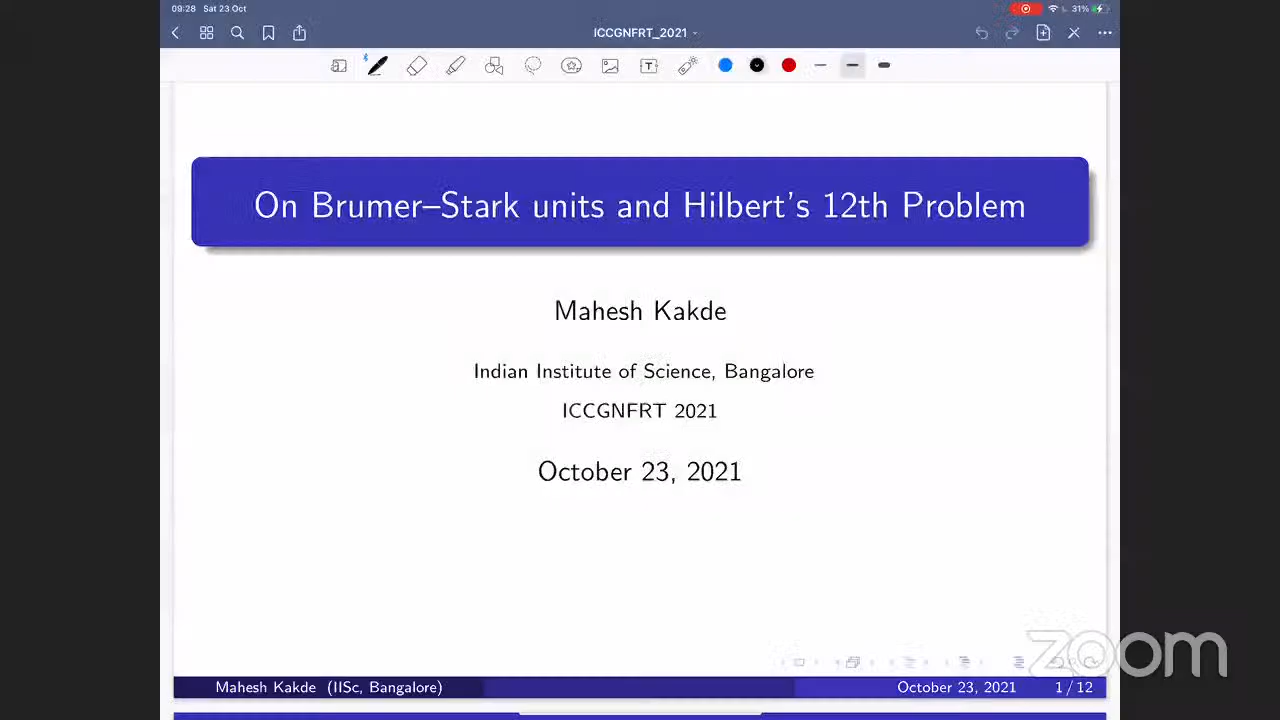 09:28 Sat 23 Oct
31%
ICCGNFRT_2021
T
On Brumer–Stark units and Hilbert's 12th Problem
Mahesh Kakde
Indian Institute of Science, Bangalore
ICCGNFRT 2021
October 23, 2021
zoom
Mahesh Kakde (IISc, Bangalore)
October 23, 2021
1 / 12